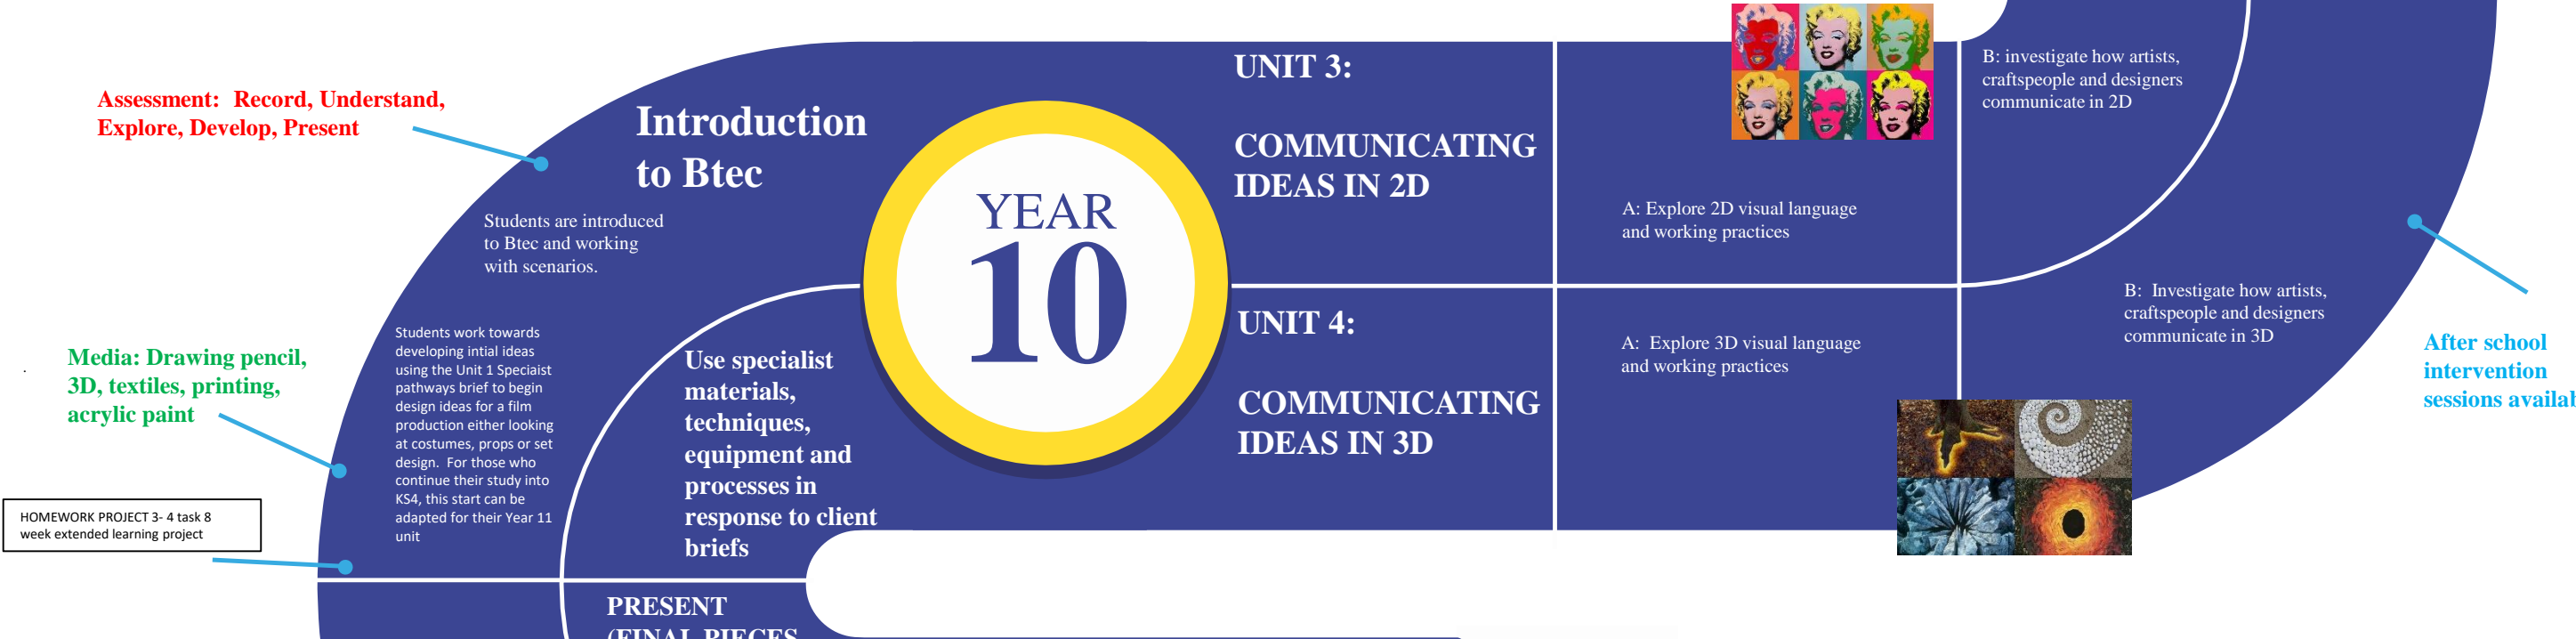 Assessment: Record, Understand,
Explore, Develop, Present
Introduction
to Btec
Students are introduced
to Btec and working
with scenarios.
Media: Drawing pencil,
3D, textiles, printing,
acrylic paint
.
Students work towards
developing intial ideas
using the Unit 1 Speciaist
pathways brief to begin
design ideas for a film
production either looking
at costumes, props or set
design. For those who
continue their study into
KS4, this start can be
adapted for their Year 11
unit
HOMEWORK PROJECT 3- 4 task 8
week extended learning project
Use specialist
materials,
techniques,
equipment and
processes in
response to client
briefs
PRESENT
(FINAL PIECES
YEAR
10
UNIT 3:
COMMUNICATING
IDEAS IN 2D
A: Explore 2D visual language
and working practices
B: investigate how artists,
craftspeople and designers
communicate in 2D
UNIT 4:
COMMUNICATING
IDEAS IN 3D
A: Explore 3D visual language
and working practices
B: Investigate how artists,
craftspeople and designers
communicate in 3D
After school
intervention
sessions